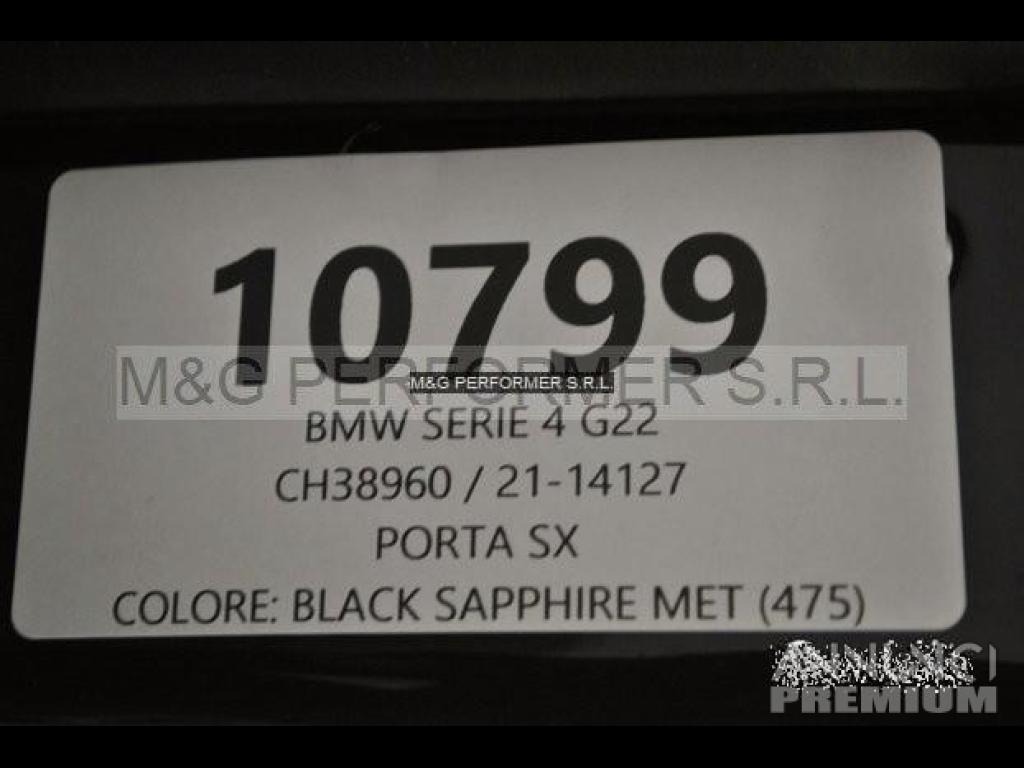 10799
M&G PERFORMER S.R.L.
M&G PERFORMER S.R.L.
BMW SERIE 4 G22
CH38960 / 21-14127
PORTA SX
COLORE: BLACK SAPPHIRE MET (475)
PREMIUM